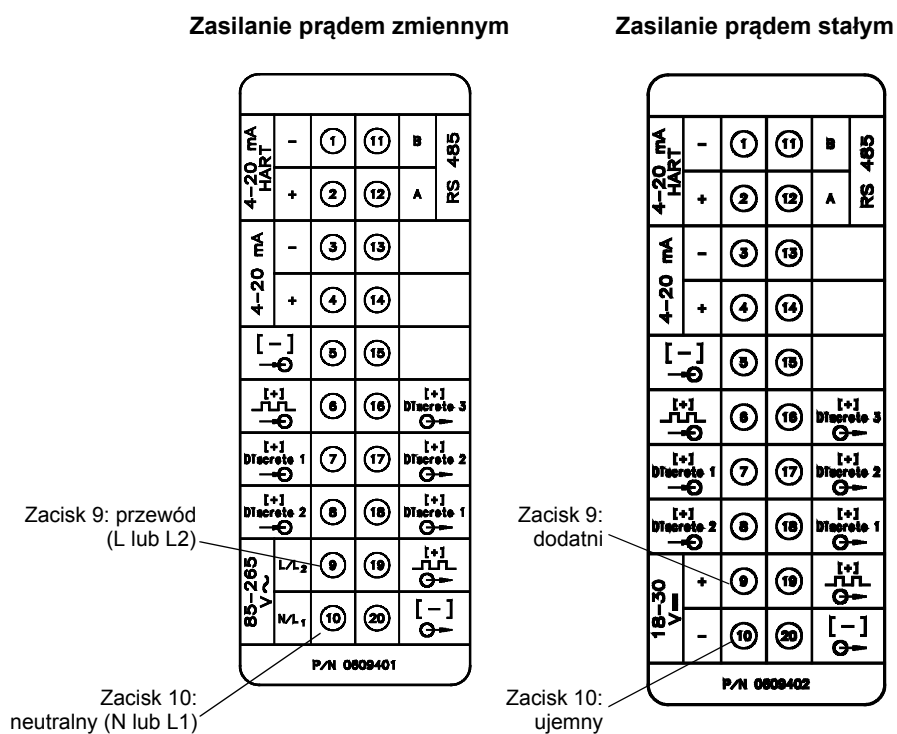 Zasilanie prądem zmiennym
4-20 mA
HART
- 1 11 B
+ 2 12 A
RS 485
4-20 mA
- 3 13
+ 4 14
[-] 5 15
[+] 6 16 [+]
Discrete 3
[+] 7 17 [+]
Discrete 1 Discrete 2
[+] 8 18 [+]
Discrete 2 Discrete 1
85-265
V~
L/L2 9 19 [+]
N/L1 10 20 [-]
P/N 0609401
Zacisk 9: przewód
(L lub L2)
Zacisk 10:
neutralny (N lub L1)
Zasilanie prądem stałym
4-20 mA
HART
- 1 11 B
+ 2 12 A
RS 485
4-20 mA
- 3 13
+ 4 14
[-] 5 15
[+] 6 16 [+]
Discrete 3
[+] 7 17 [+]
Discrete 1 Discrete 2
[+] 8 18 [+]
Discrete 2 Discrete 1
18-30
V
+ 9 19 [+]
- 10 20 [-]
P/N 0609402
Zacisk 9:
dodatni
Zacisk 10:
ujemny